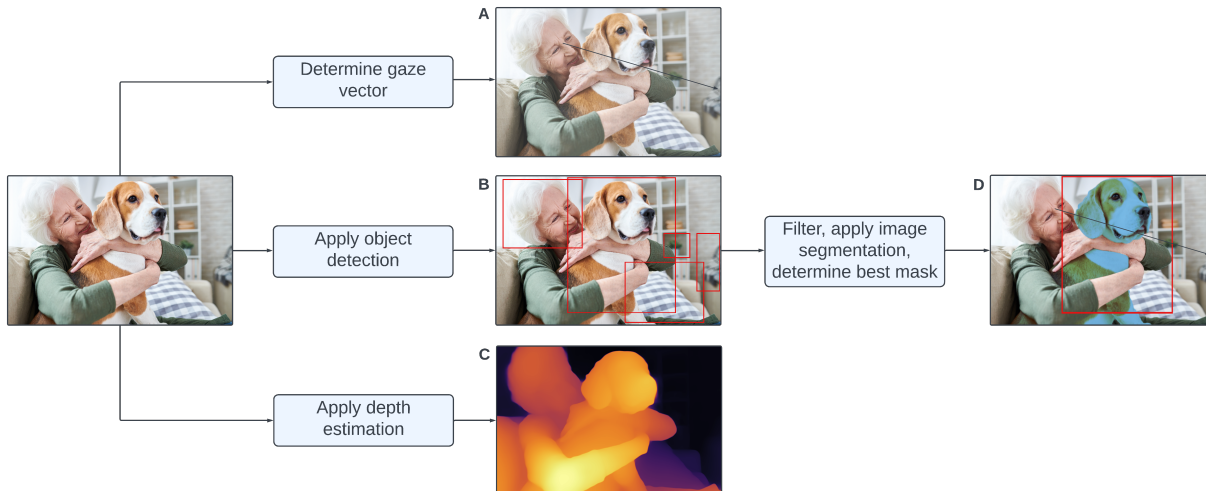 A
Determine gaze
vector
B
Apply object
detection
D
Filter, apply image
segmentation,
determine best mask
C
Apply depth
estimation